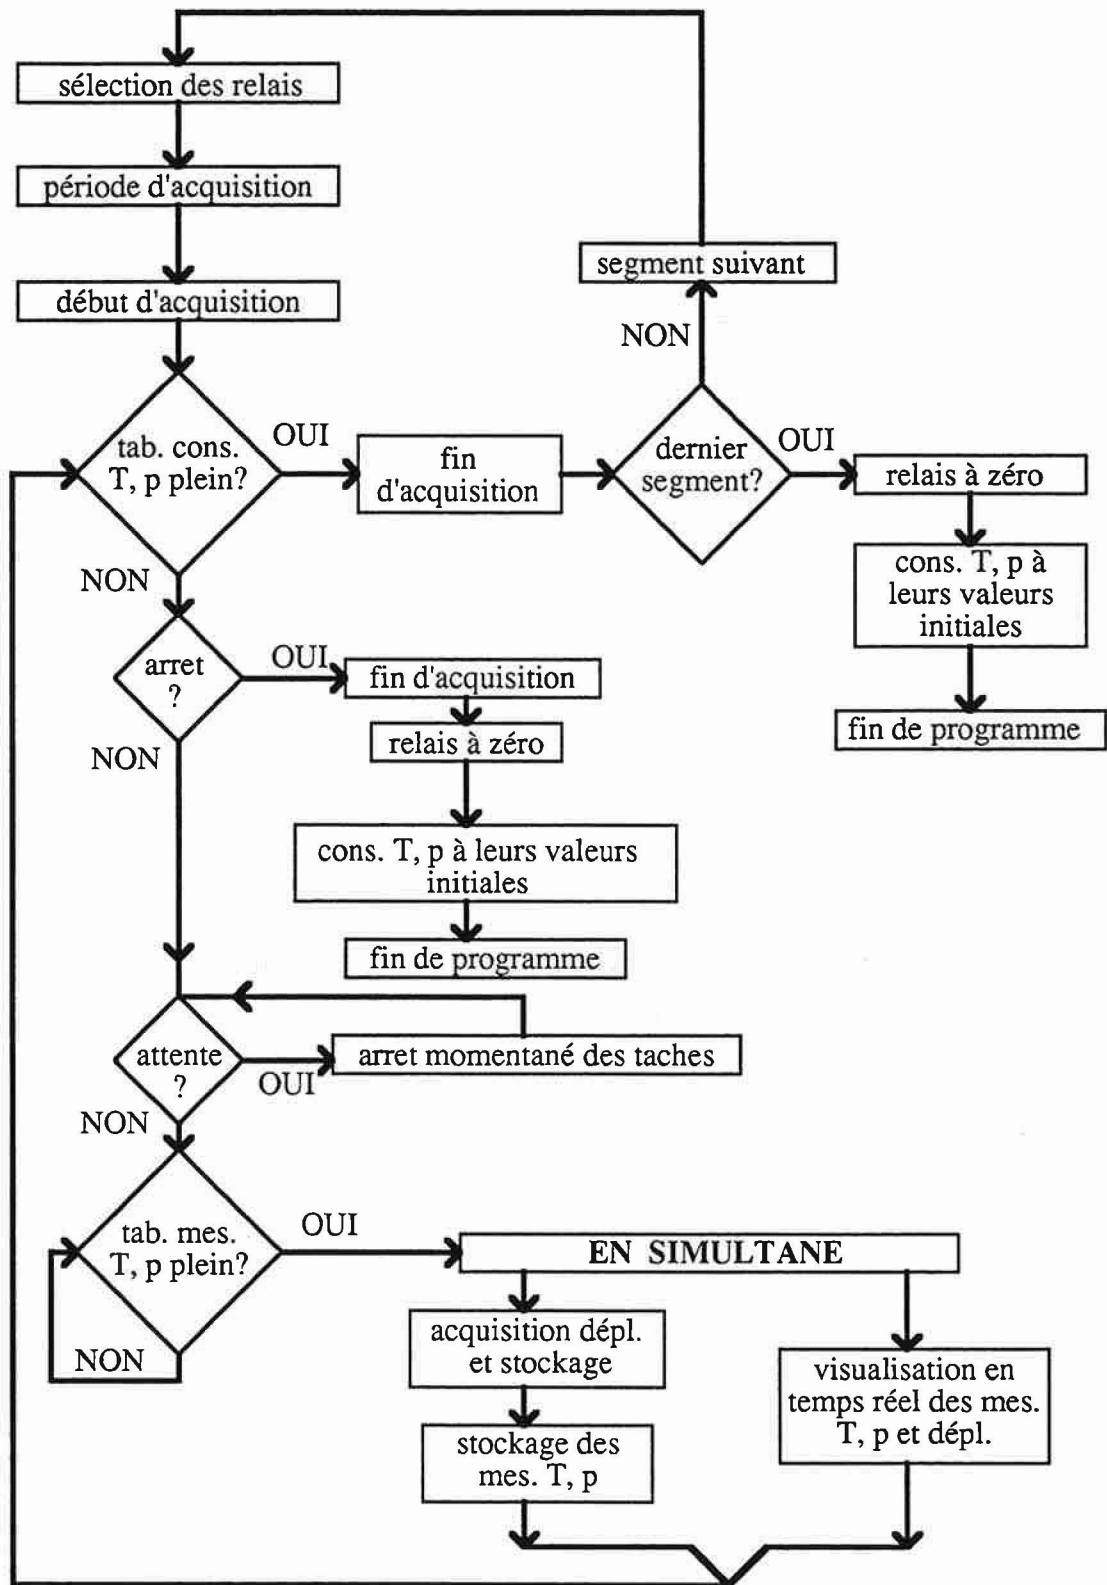 sélection des relais
période d'acquisition
début d'acquisition
segment suivant
NON
tab. cons.
T, p plein?
OUI
fin
d'acquisition
dernier
segment?
OUI
relais à zéro
cons. T, p à
leurs valeurs
initiales
fin de programme
NON
arret
?
OUI
fin d'acquisition
relais à zéro
cons. T, p à leurs valeurs
initiales
fin de programme
NON
attente
?
OUI
arret momentané des taches
NON
tab. mes.
T, p plein?
OUI
NON
EN SIMULTANE
acquisition dépl.
et stockage
stockage des
mes. T, p
visualisation en
temps réel des mes.
T, p et dépl.